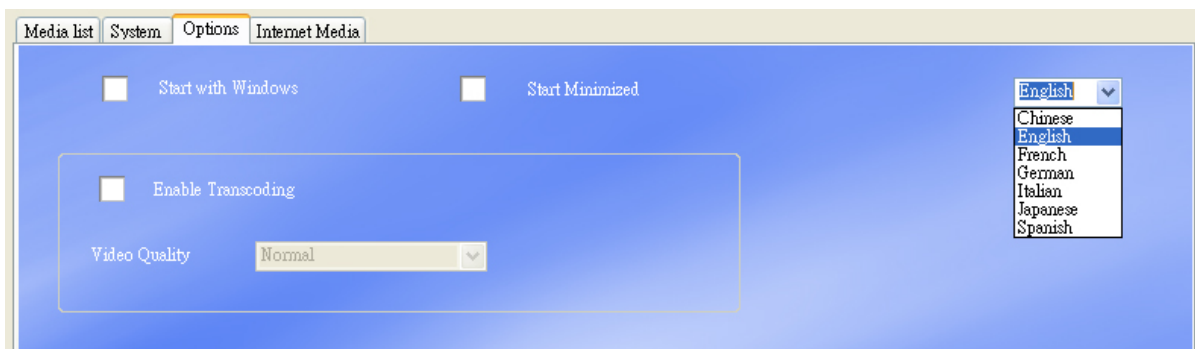 Media list System Options Internet Media
Start with Windows Start Minimized English
Chinese
English
French
German
Italian
Japanese
Spanish
Enable Transcoding
Video Quality Normal